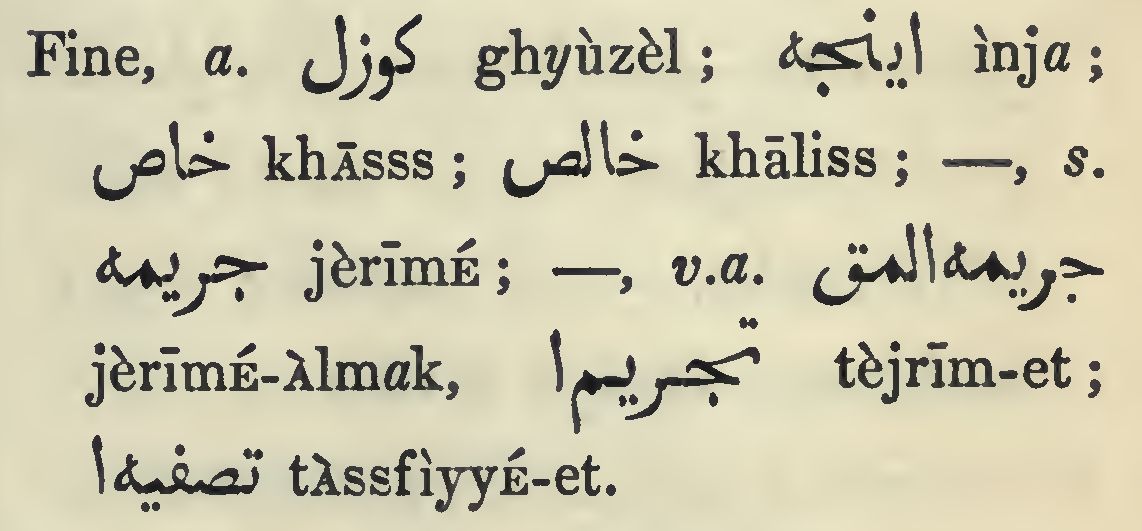 Fine, a. كوزل ghyùzèl; اينجه ìnja;
خاص khĀsss; خالص khāliss; —, s.
جريمه jèrīmÉ; —, v.a. جريمه‌المق
jèrīmÉ-Àlmak, تجريم ا tèjrīm-et;
تصفيه ا tÀssfìyyÉ-et.